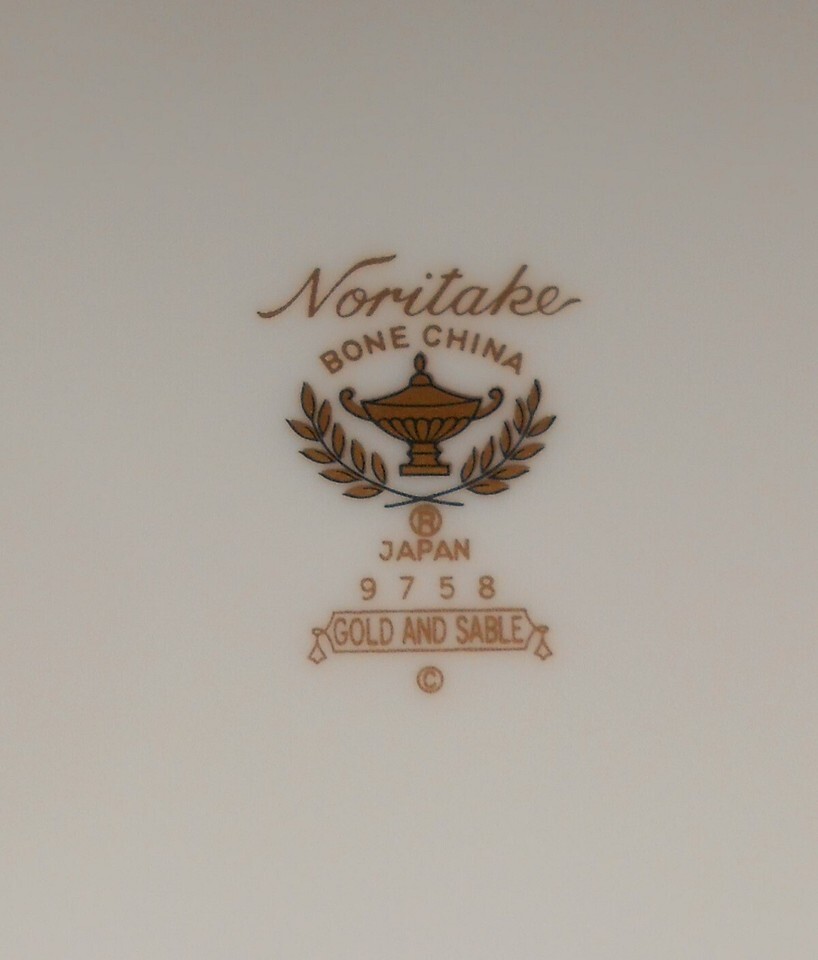 Noritake
BONE CHINA
®
JAPAN
9758
GOLD AND SABLE
©